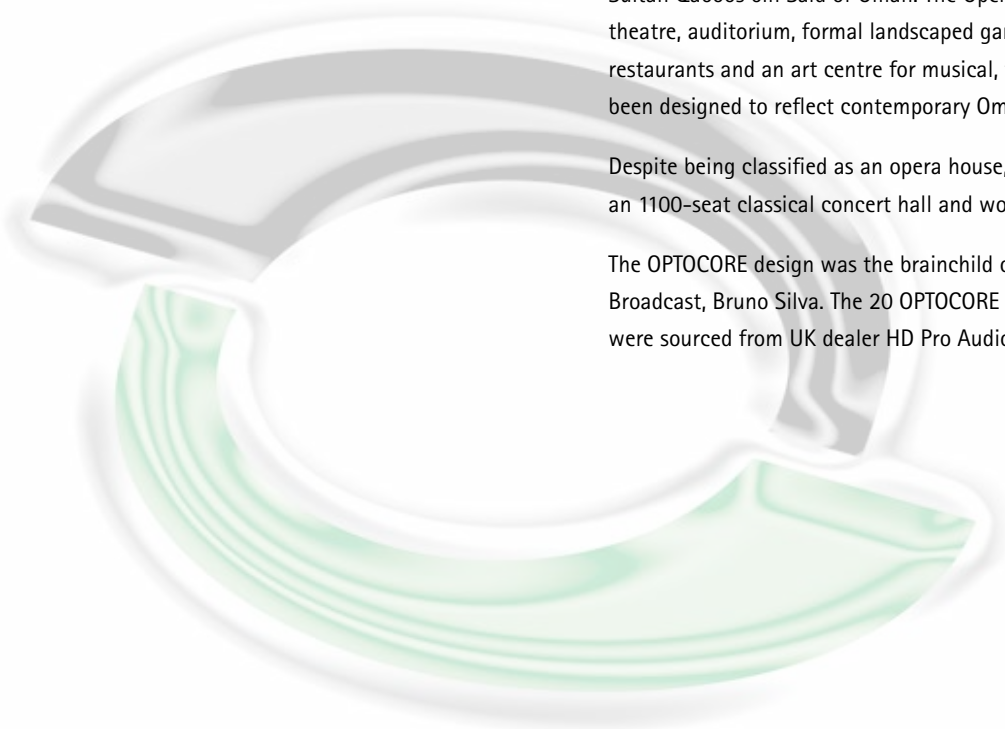 Sultan Qaboos bin Said of Oman. The Oper
theatre, auditorium, formal landscaped gar
restaurants and an art centre for musical,
been designed to reflect contemporary Om
Despite being classified as an opera house,
an 1100-seat classical concert hall and wo
The OPTOCORE design was the brainchild o
Broadcast, Bruno Silva. The 20 OPTOCORE
were sourced from UK dealer HD Pro Audio